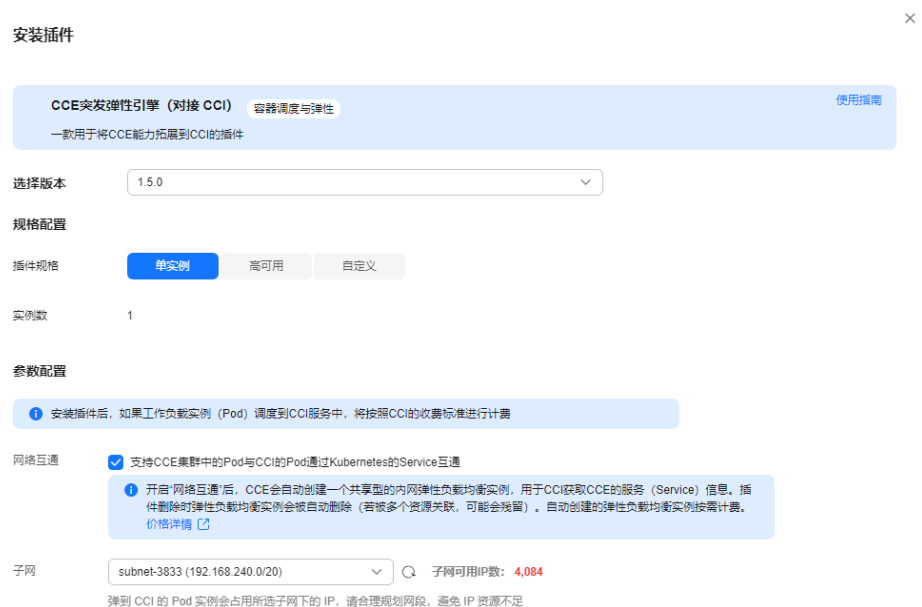 安装插件
CCE突发弹性引擎（对接 CCI） 容器调度与弹性 使用指南
一款用于将CCE能力拓展到CCI的插件
选择版本 1.5.0
规格配置
插件规格 单实例 高可用 自定义
实例数 1
参数配置
安装插件后，如果工作负载实例（Pod）调度到CCI服务中，将按照CCI的收费标准进行计费
网络互通 支持CCE集群中的Pod与CCI的Pod通过Kubernetes的Service互通
开启“网络互通”后，CCE会自动创建一个共享型的内网弹性负载均衡实例，用于CCI获取CCE的服务（Service）信息。插
件删除时弹性负载均衡实例会被自动删除（若被多个资源关联，可能会残留）。自动创建的弹性负载均衡实例按需计费。
价格详情
子网 subnet-3833 (192.168.240.0/20) 子网可用IP数： 4,084
弹到 CCI 的 Pod 实例会占用所选子网下的 IP，请合理规划网段，避免 IP 资源不足